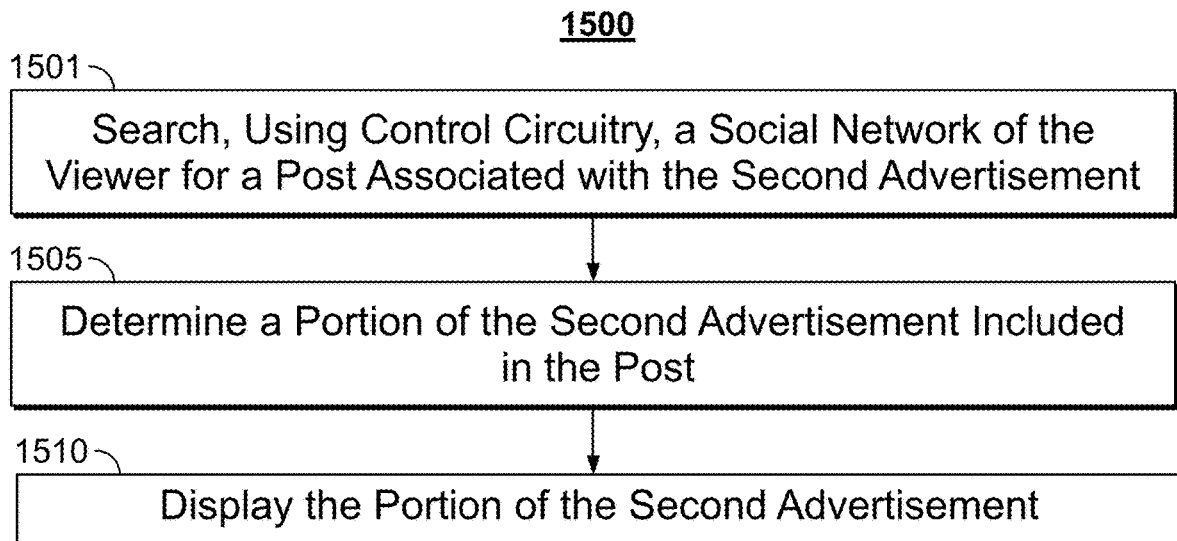 1500
1501
Search, Using Control Circuitry, a Social Network of the
Viewer for a Post Associated with the Second Advertisement
1505
Determine a Portion of the Second Advertisement Included
in the Post
1510
Display the Portion of the Second Advertisement